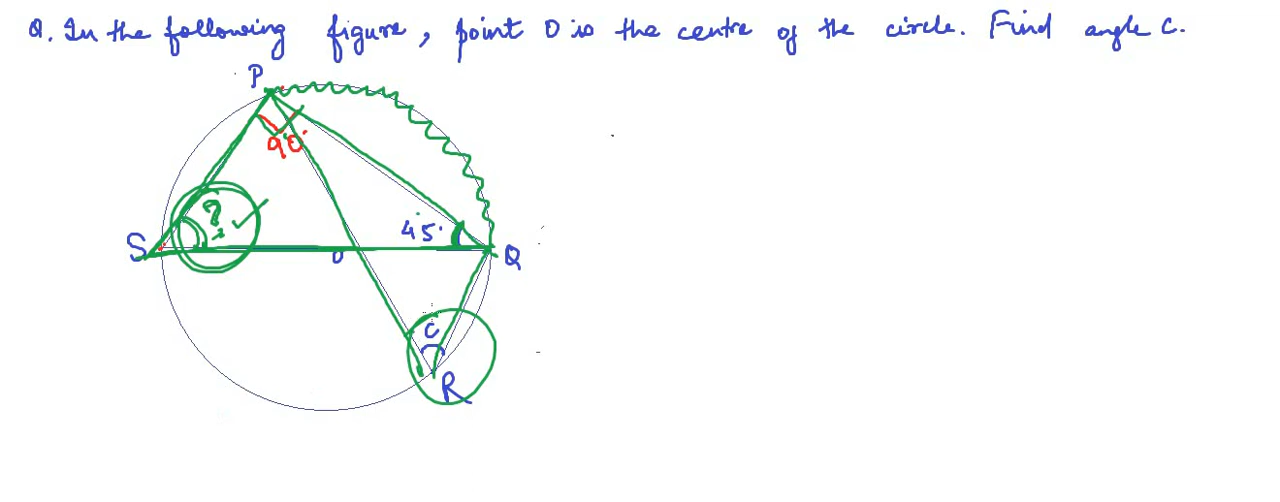 Q. In the following figure, point O is the centre of the circle. Find angle C.
P
90°
S
?
45°
O
Q
C
R